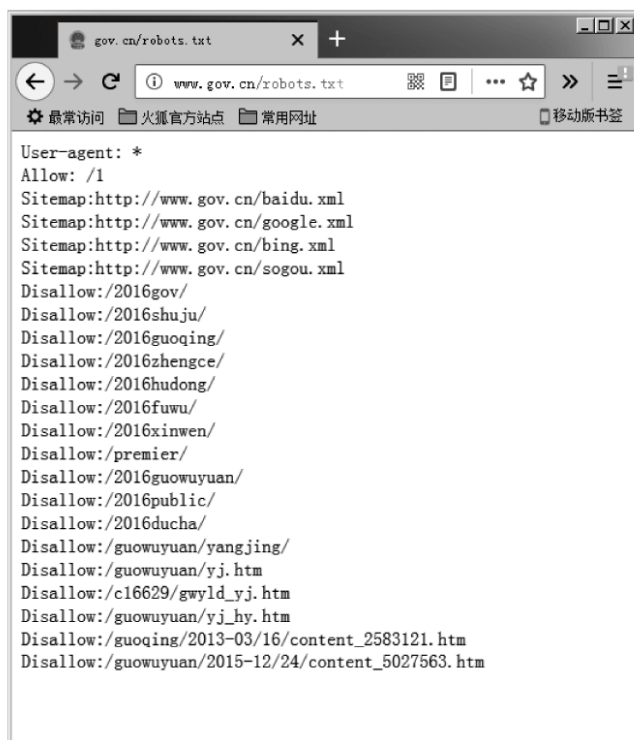 gov.cn/robots.txt
www.gov.cn/robots.txt
最常访问 火狐官方站点 常用网址 移动版书签
User-agent: *
Allow: /1
Sitemap:http://www.gov.cn/baidu.xml
Sitemap:http://www.gov.cn/google.xml
Sitemap:http://www.gov.cn/bing.xml
Sitemap:http://www.gov.cn/sogou.xml
Disallow:/2016gov/
Disallow:/2016shuju/
Disallow:/2016guoqing/
Disallow:/2016zhengce/
Disallow:/2016hudong/
Disallow:/2016fuwu/
Disallow:/2016xinwen/
Disallow:/premier/
Disallow:/2016guowuyuan/
Disallow:/2016public/
Disallow:/2016ducha/
Disallow:/guowuyuan/yangjing/
Disallow:/guowuyuan/yj.htm
Disallow:/c16629/gwyld_yj.htm
Disallow:/guowuyuan/yj_hy.htm
Disallow:/guoqing/2013-03/16/content_2583121.htm
Disallow:/guowuyuan/2015-12/24/content_5027563.htm